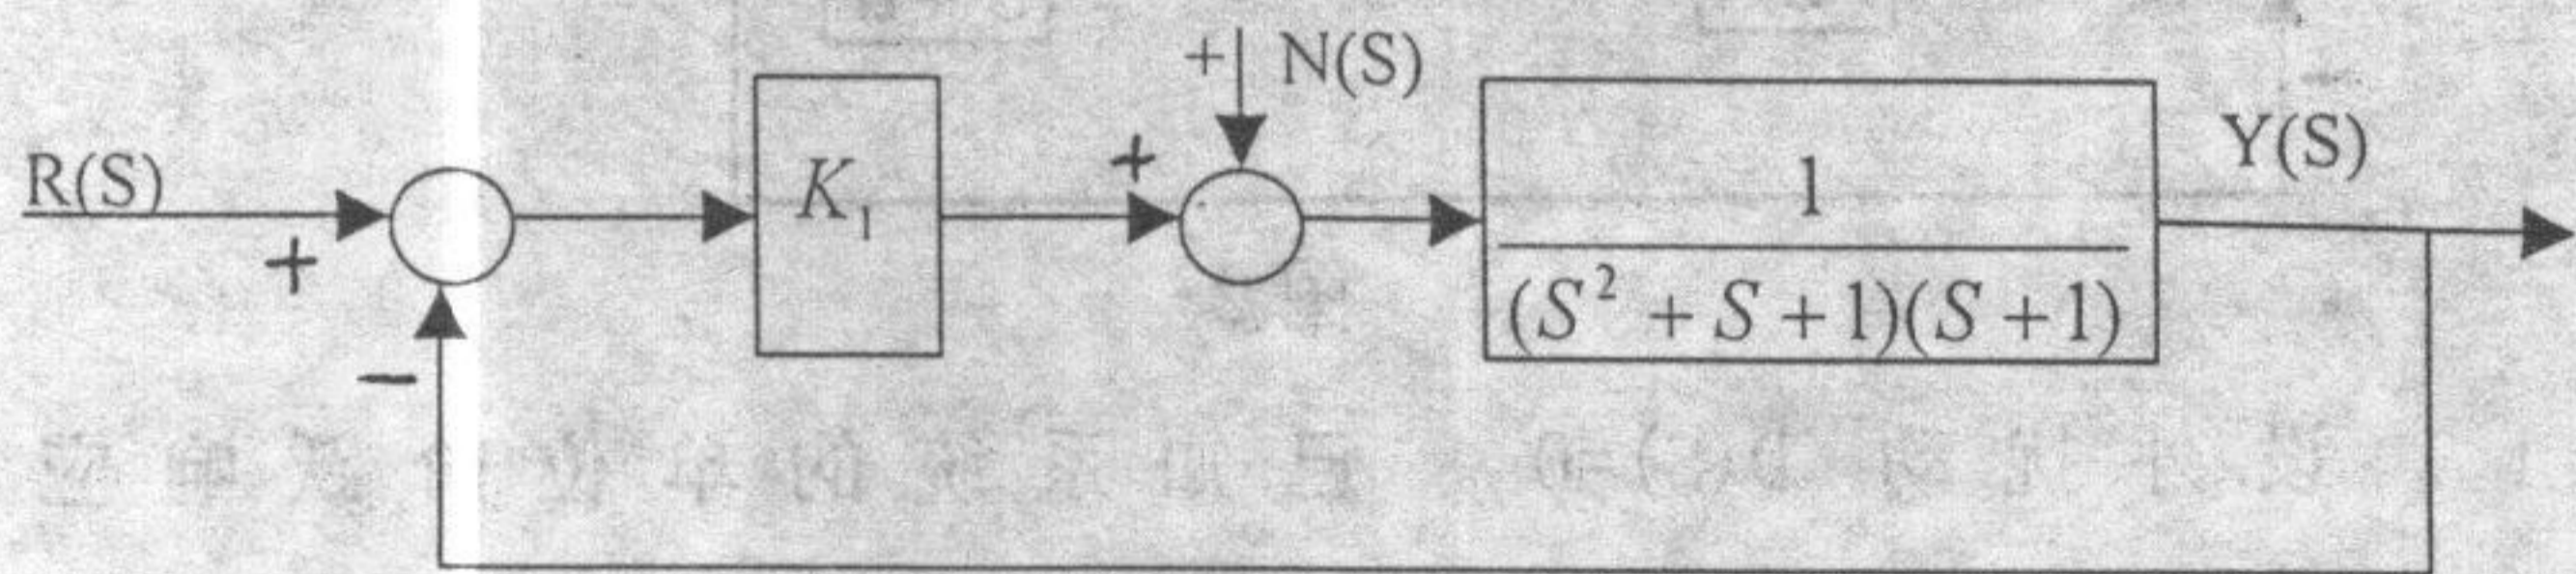 R(S)
+
−
K₁
+
+
N(S)
1
(S² + S + 1)(S + 1)
Y(S)